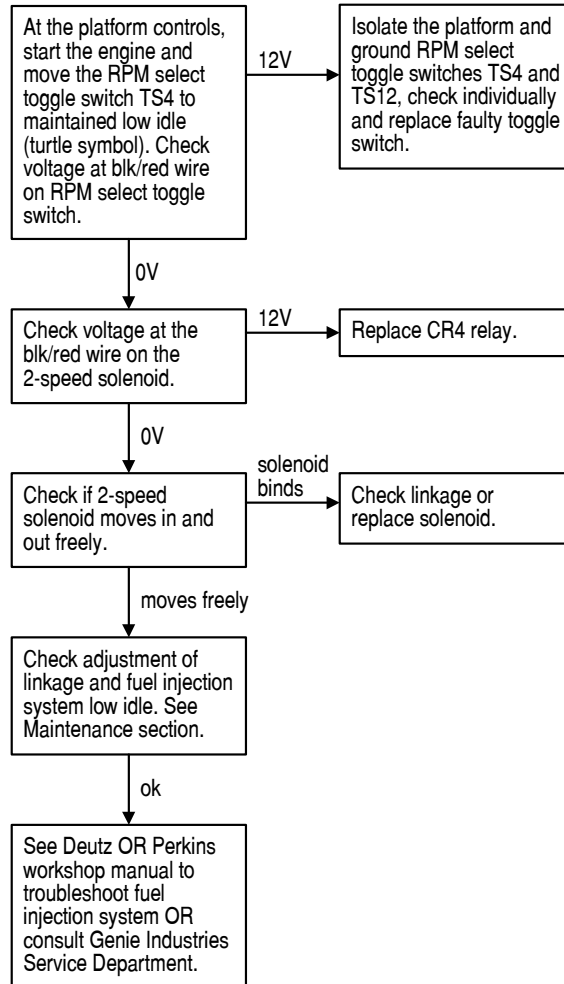 At the platform controls,
start the engine and
move the RPM select
toggle switch TS4 to
maintained low idle
(turtle symbol). Check
voltage at blk/red wire
on RPM select toggle
switch.
12V
Isolate the platform and
ground RPM select
toggle switches TS4 and
TS12, check individually
and replace faulty toggle
switch.
0V
Check voltage at the
blk/red wire on the
2-speed solenoid.
12V
Replace CR4 relay.
0V
Check if 2-speed
solenoid moves in and
out freely.
solenoid
binds
Check linkage or
replace solenoid.
moves freely
Check adjustment of
linkage and fuel injection
system low idle. See
Maintenance section.
ok
See Deutz OR Perkins
workshop manual to
troubleshoot fuel
injection system OR
consult Genie Industries
Service Department.